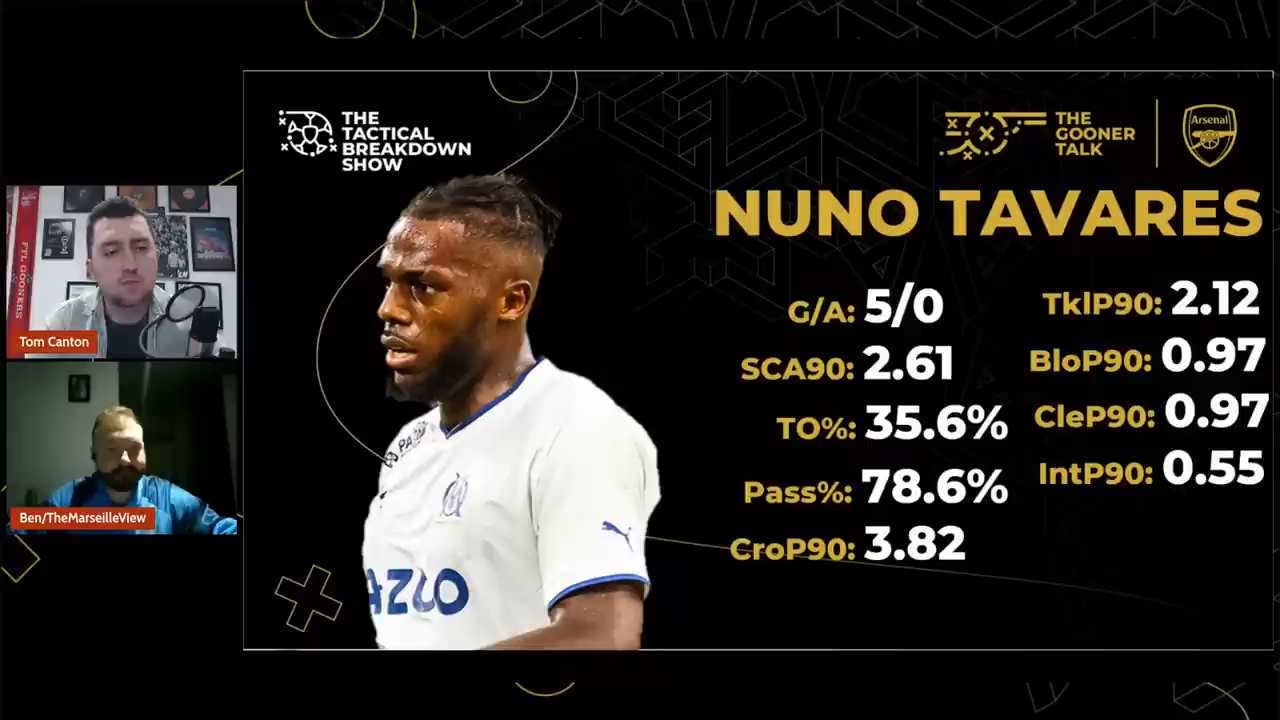 THE
TACTICAL
BREAKDOWN
SHOW
THE
GOONER
TALK
Arsenal
NUNO TAVARES
G/A: 5/0
SCA90: 2.61
TO%: 35.6%
Pass%: 78.6%
CroP90: 3.82
TklP90: 2.12
BloP90: 0.97
CleP90: 0.97
IntP90: 0.55
FTL GOONERS
Tom Canton
Ben/TheMarseilleView